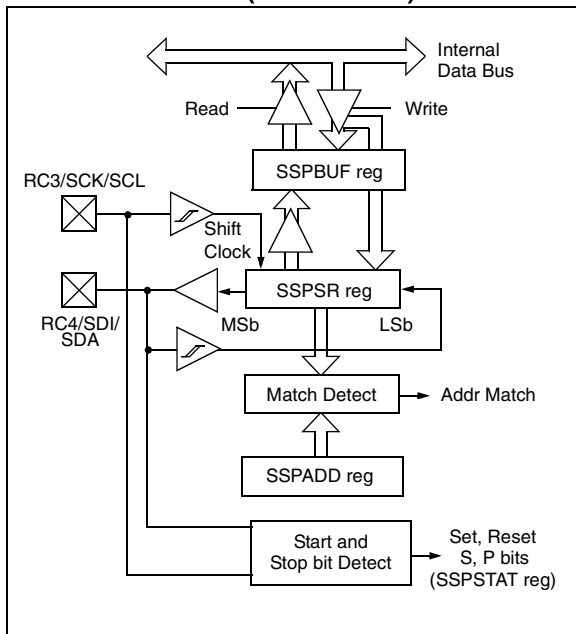 Internal
Data Bus
Read
Write
SSPBUF reg
RC3/SCK/SCL
Shift
Clock
SSPSR reg
MSb
LSb
RC4/SDI/
SDA
Match Detect
Addr Match
SSPADD reg
Start and
Stop bit Detect
Set, Reset
S, P bits
(SSPSTAT reg)